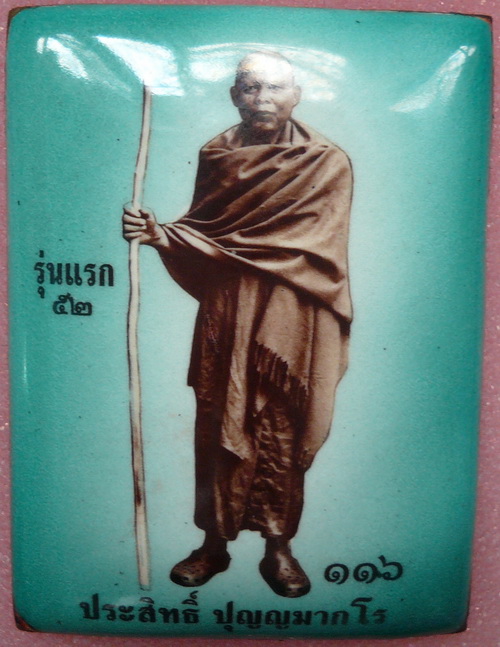 รุ่นแรก
๕๒
๑๑๖
ประสิทธิ์ ปุญญมากโร